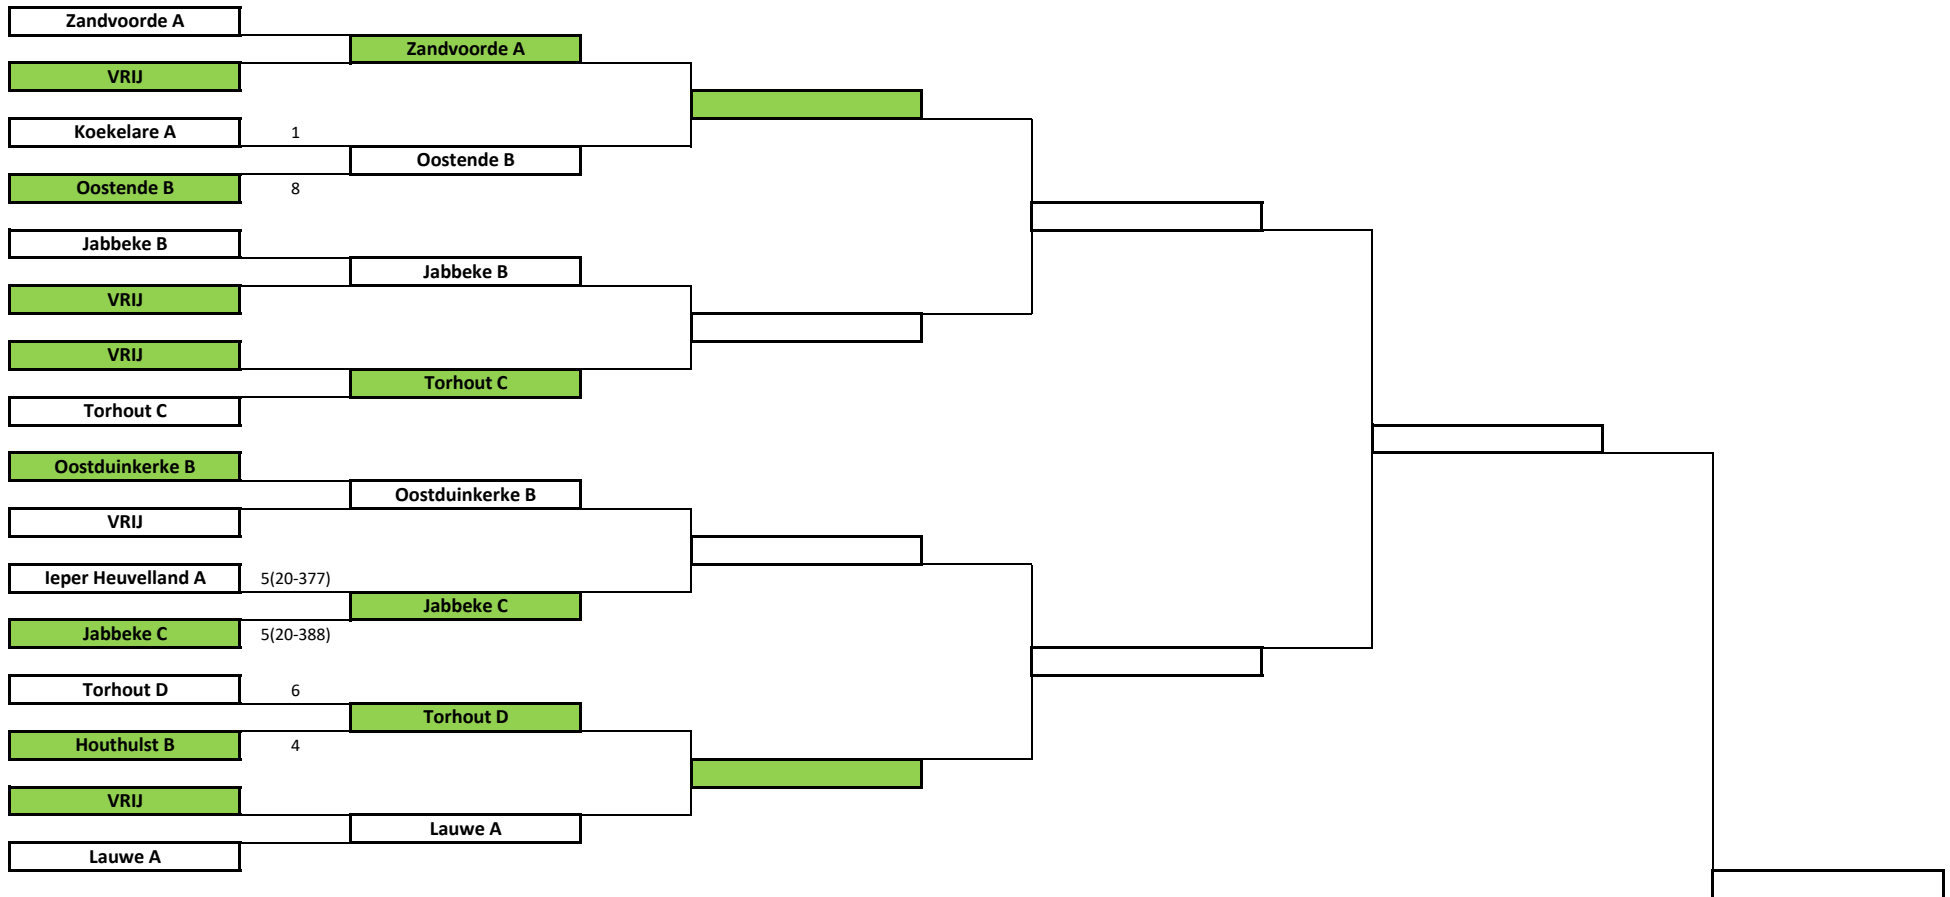 Zandvoorde A
Zandvoorde A
VRIJ
Koekelare A 1
Oostende B
Oostende B 8
Jabbeke B
Jabbeke B
VRIJ
VRIJ
Torhout C
Torhout C
Oostduinkerke B
Oostduinkerke B
VRIJ
Ieper Heuvelland A 5(20-377)
Jabbeke C
Jabbeke C 5(20-388)
Torhout D 6
Torhout D
Houthulst B 4
VRIJ
Lauwe A
Lauwe A